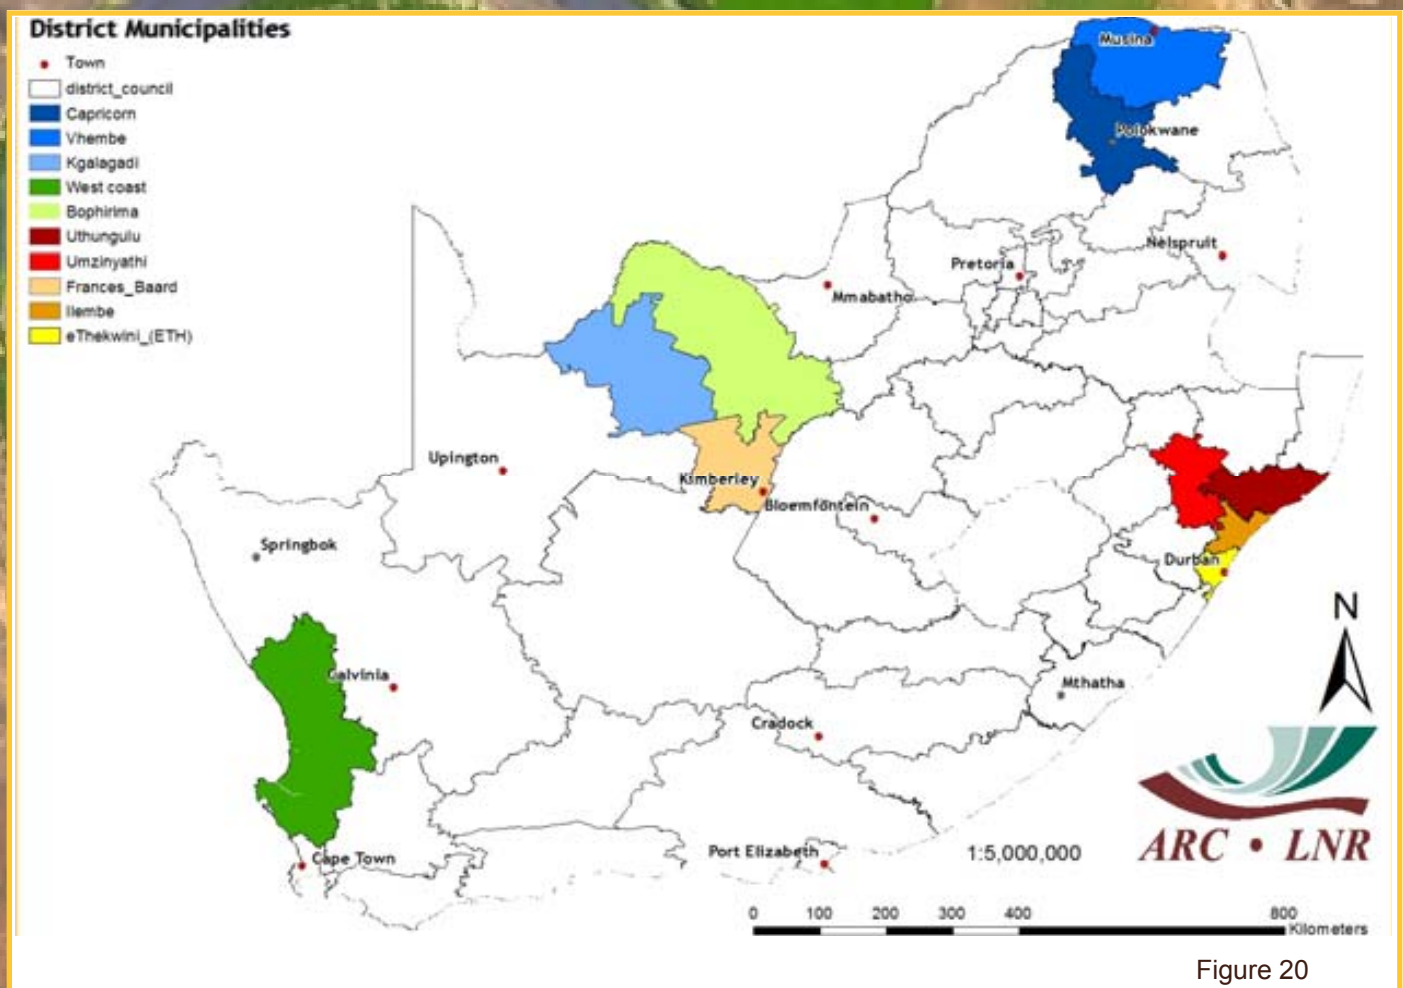 District Municipalities
Town
district_council
Capricorn
Vhembe
Kgalagadi
West coast
Bophirima
Uthungulu
Umzinyathi
Frances_Baard
Ilembe
eThekwini_(ETH)
Musina
Polokwane
Nelspruit
Pretoria
Mmabatho
Upington
Kimberley
Bloemfontein
Springbok
Durban
N
Calvinia
Mthatha
Cradock
Cape Town
Port Elizabeth
1:5,000,000
ARC • LNR
0 100 200 300 400 800
Kilometers
Figure 20